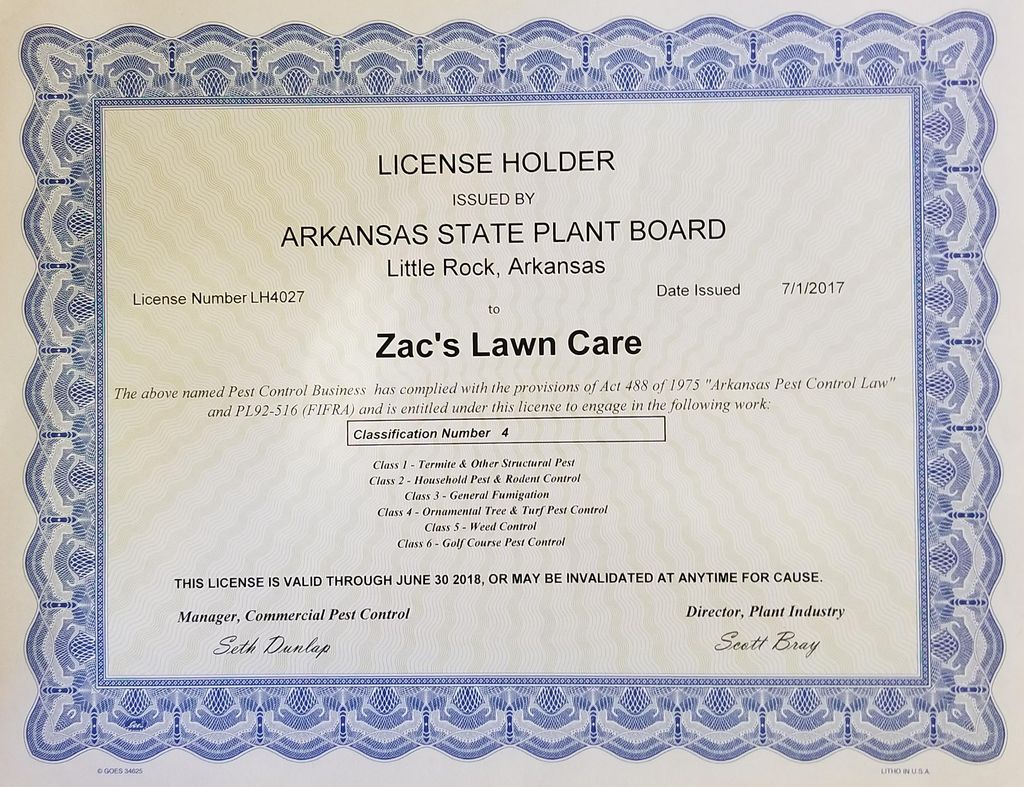 LICENSE HOLDER
ISSUED BY
ARKANSAS STATE PLANT BOARD
Little Rock, Arkansas
License Number LH4027
Date Issued 7/1/2017
to
Zac's Lawn Care
The above named Pest Control Business has complied with the provisions of Act 488 of 1975 "Arkansas Pest Control Law"
and PL92-516 (FIFRA) and is entitled under this license to engage in the following work:
Classification Number 4
Class 1 - Termite & Other Structural Pest
Class 2 - Household Pest & Rodent Control
Class 3 - General Fumigation
Class 4 - Ornamental Tree & Turf Pest Control
Class 5 - Weed Control
Class 6 - Golf Course Pest Control
THIS LICENSE IS VALID THROUGH JUNE 30 2018, OR MAY BE INVALIDATED AT ANYTIME FOR CAUSE.
Manager, Commercial Pest Control
Director, Plant Industry
Seth Dunlap
Scott Bray
© GOES 34625
LITHO IN U.S.A.